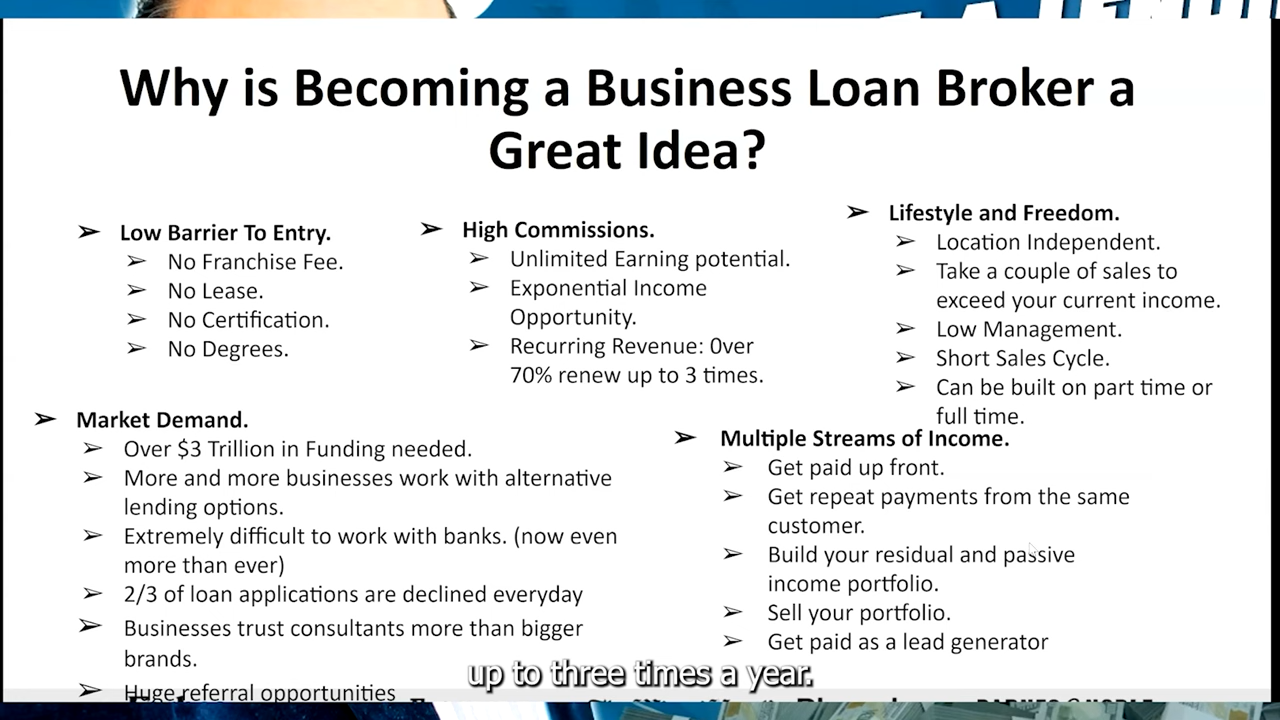 Why is Becoming a Business Loan Broker a
Great Idea?
➢ Low Barrier To Entry.
➢ No Franchise Fee.
➢ No Lease.
➢ No Certification.
➢ No Degrees.
➢ High Commissions.
➢ Unlimited Earning potential.
➢ Exponential Income
Opportunity.
➢ Recurring Revenue: 0ver
70% renew up to 3 times.
➢ Lifestyle and Freedom.
➢ Location Independent.
➢ Take a couple of sales to
exceed your current income.
➢ Low Management.
➢ Short Sales Cycle.
➢ Can be built on part time or
full time.
➢ Market Demand.
➢ Over $3 Trillion in Funding needed.
➢ More and more businesses work with alternative
lending options.
➢ Extremely difficult to work with banks. (now even
more than ever)
➢ 2/3 of loan applications are declined everyday
➢ Businesses trust consultants more than bigger
brands.
➢ Huge referral opportunities
➢ Multiple Streams of Income.
➢ Get paid up front.
➢ Get repeat payments from the same
customer.
➢ Build your residual and passive
income portfolio.
➢ Sell your portfolio.
➢ Get paid as a lead generator
up to three times a year.